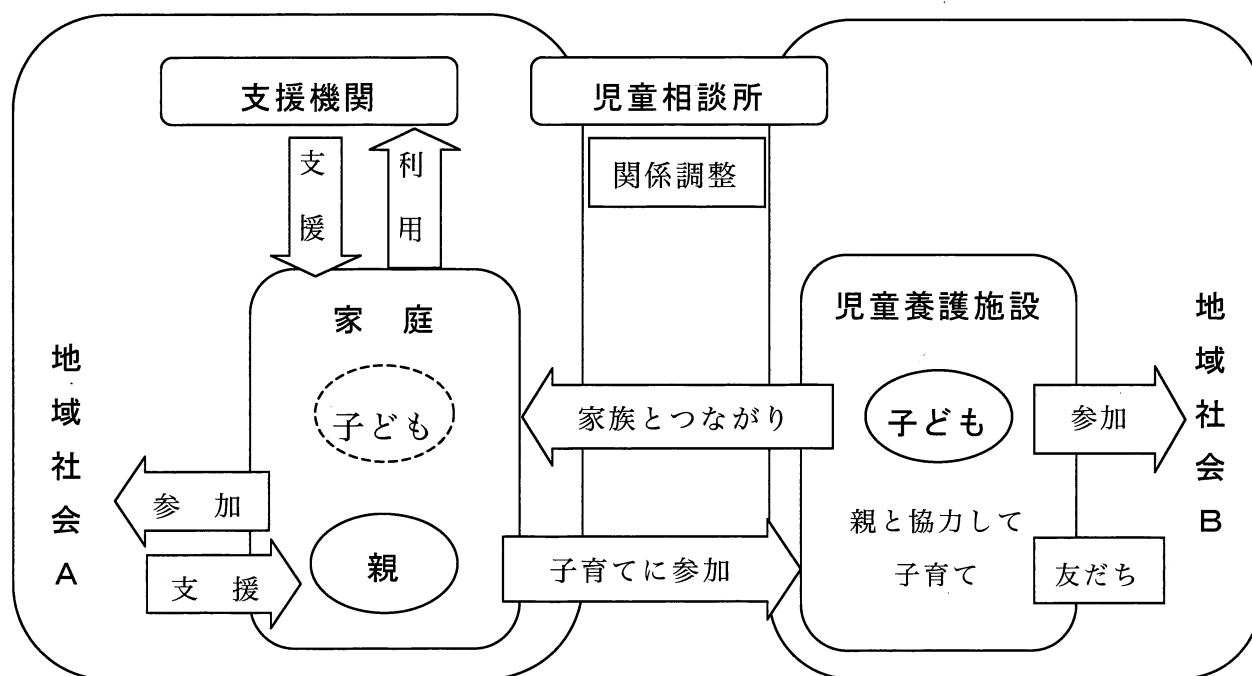 支援機関
児童相談所
支援
利用
関係調整
家　庭
児童養護施設
地域社会A
地域社会B
子ども
家族とつながり
子ども
参加
参　加
親と協力して
子育て
支　援
親
子育てに参加
友だち